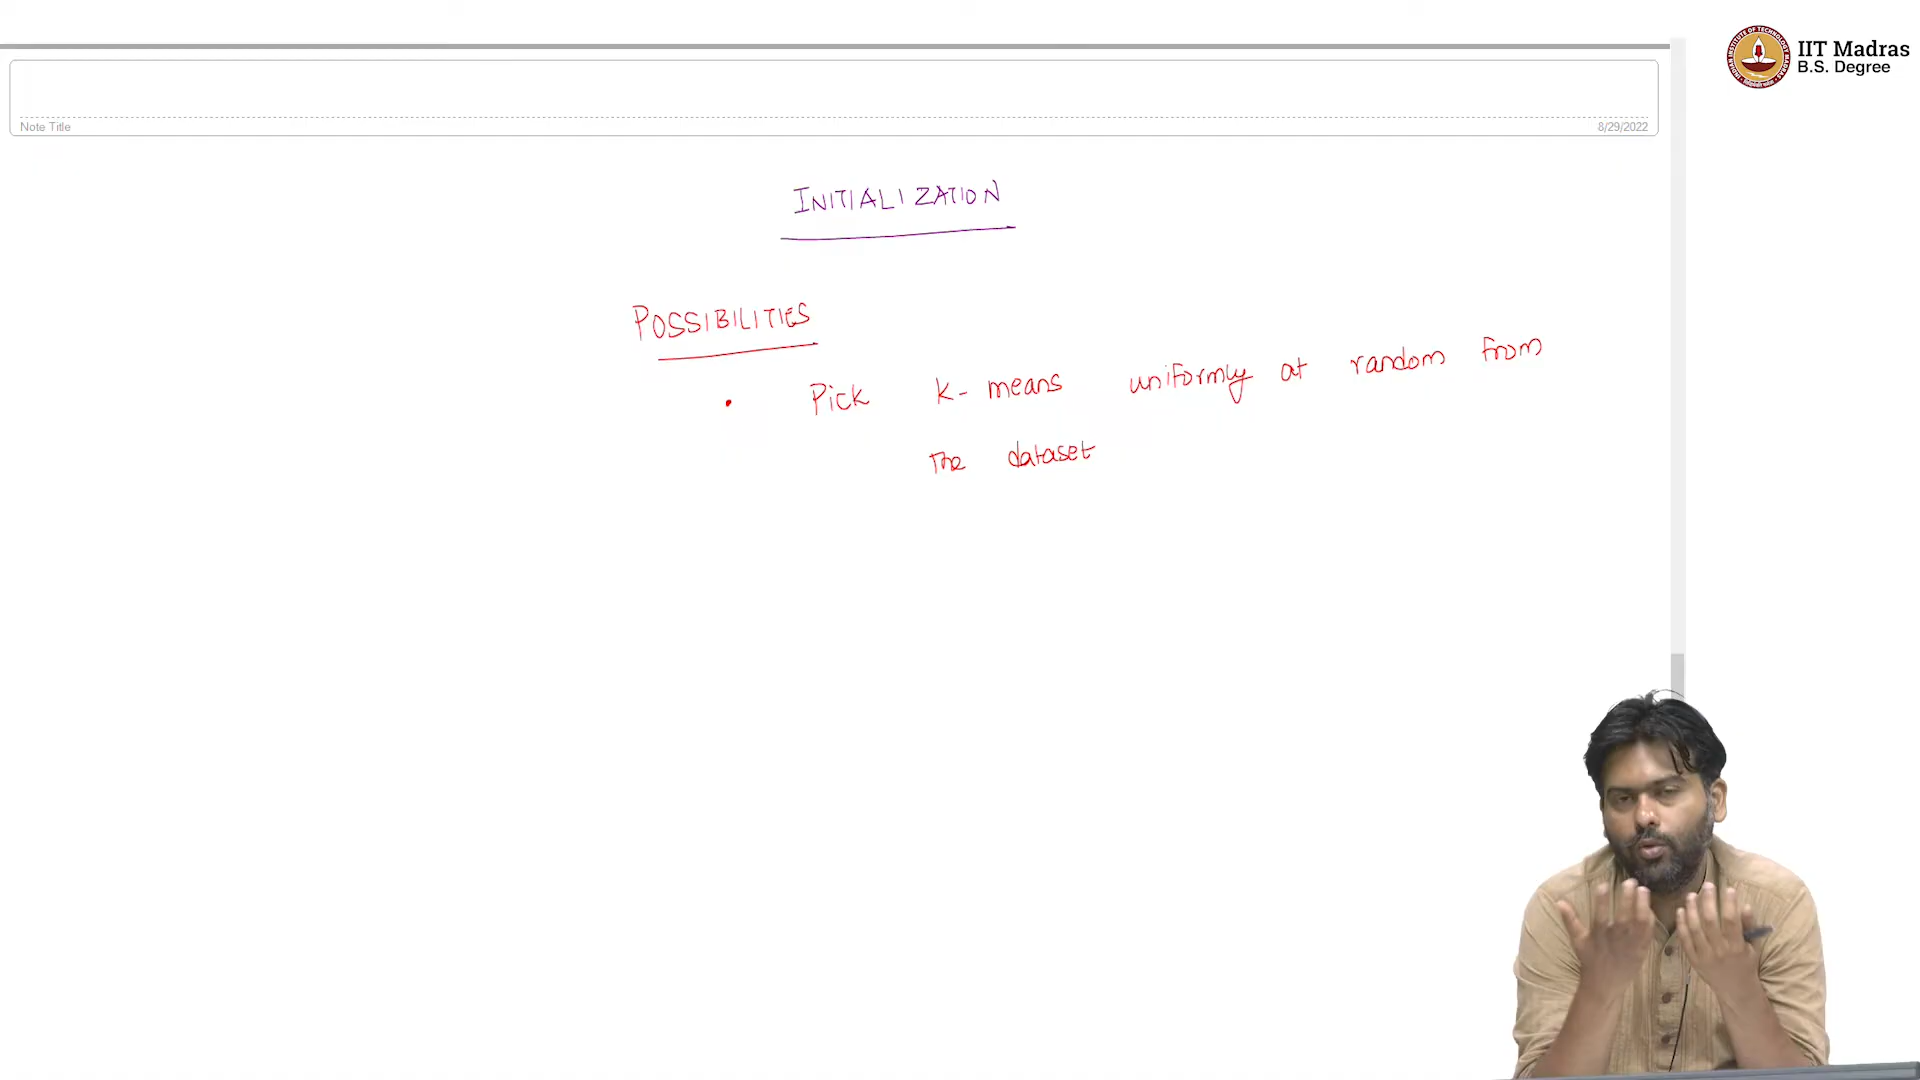 IIT Madras
B.S. Degree
Note Title
8/29/2022
INITIALIZATION
POSSIBILITIES
• Pick k-means uniformly at random from
the dataset